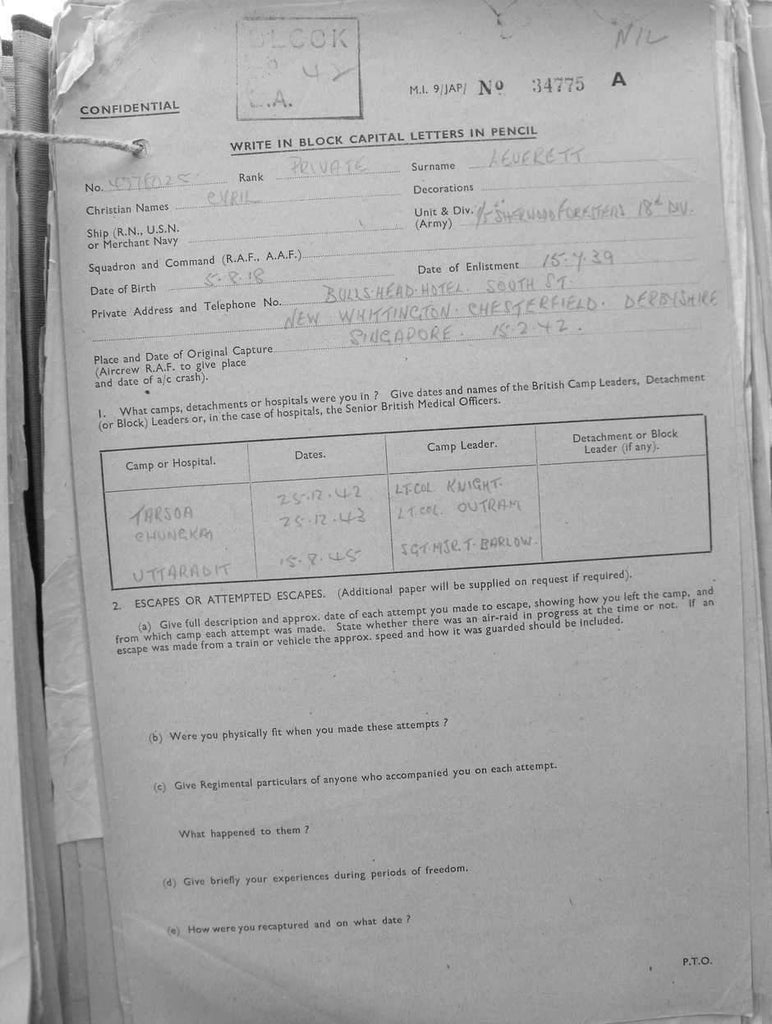 NIL
OLCOK
No 42
.A.
M.I. 9/JAP/ No 34775 A
CONFIDENTIAL
WRITE IN BLOCK CAPITAL LETTERS IN PENCIL
No. Rank PRIVATE Surname LEVERETT
Christian Names CYRIL Decorations
Ship (R.N., U.S.N. or Merchant Navy
Unit & Div. (Army) 1/5 SHERWOOD FORESTERS 18th DIV.
Squadron and Command (R.A.F., A.A.F.)
Date of Birth 5.8.18 Date of Enlistment 15.7.39
Private Address and Telephone No. BULLS-HEAD-HOTEL. SOUTH ST.
NEW WHITTINGTON. CHESTERFIELD. DERBYSHIRE
Place and Date of Original Capture SINGAPORE. 15.2.42.
(Aircrew R.A.F. to give place
and date of a/c crash).
1. What camps, detachments or hospitals were you in ? Give dates and names of the British Camp Leaders, Detachment
(or Block) Leaders or, in the case of hospitals, the Senior British Medical Officers.
Camp or Hospital. Dates. Camp Leader. Detachment or Block Leader (if any).
TARSOA 25.12.42 LT.COL KNIGHT.
CHUNGKAI 25.12.43 LT.COL. OUTRAM
UTTARADIT 15.8.45 SGT.MJR.T.BARLOW.
2. ESCAPES OR ATTEMPTED ESCAPES. (Additional paper will be supplied on request if required).
(a) Give full description and approx. date of each attempt you made to escape, showing how you left the camp, and
from which camp each attempt was made. State whether there was an air-raid in progress at the time or not. If an
escape was made from a train or vehicle the approx. speed and how it was guarded should be included.
(b) Were you physically fit when you made these attempts ?
(c) Give Regimental particulars of anyone who accompanied you on each attempt.
What happened to them ?
(d) Give briefly your experiences during periods of freedom.
(e) How were you recaptured and on what date ?
P.T.O.